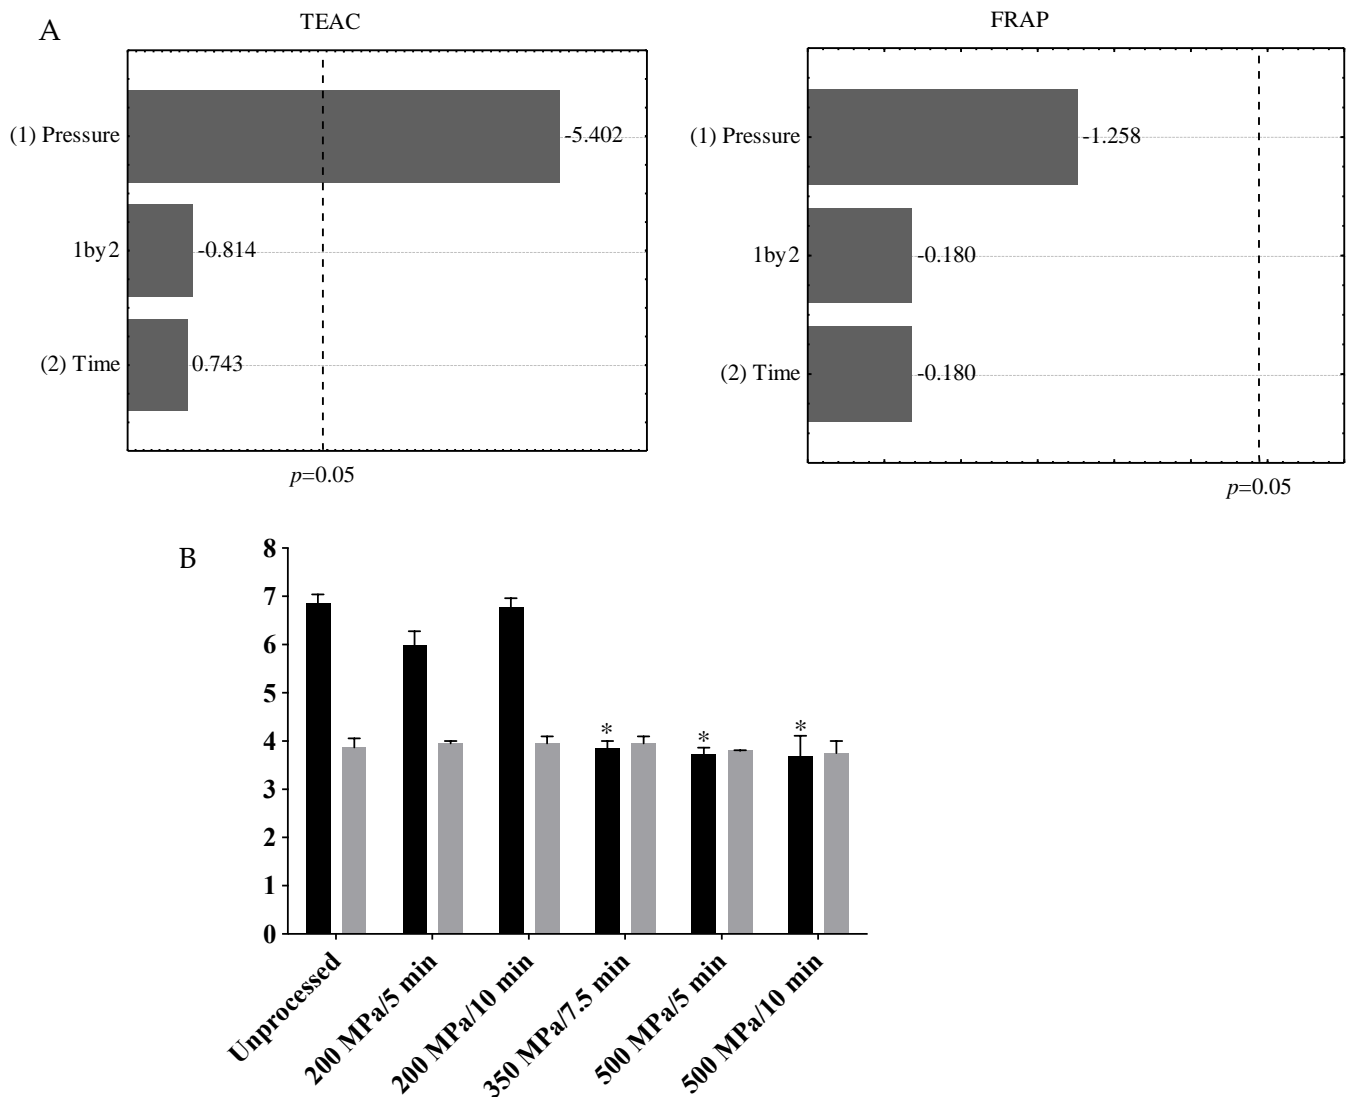 A
TEAC
(1) Pressure
-5.402
1by2
-0.814
(2) Time
0.743
p=0.05
FRAP
(1) Pressure
-1.258
1by2
-0.180
(2) Time
-0.180
p=0.05
B
8
7
6
5
4
3
2
1
0
*
*
*
Unprocessed
200 MPa/5 min
200 MPa/10 min
350 MPa/7.5 min
500 MPa/5 min
500 MPa/10 min